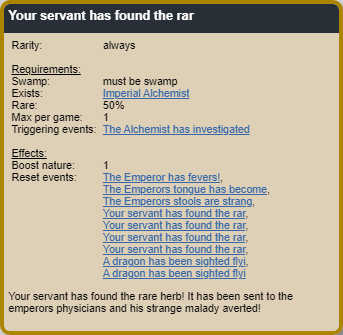 Your servant has found the rar
Rarity: always
Requirements:
Swamp: must be swamp
Exists: Imperial Alchemist
Rare: 50%
Max per game: 1
Triggering events: The Alchemist has investigated
Effects:
Boost nature: 1
Reset events: The Emperor has fevers!,
The Emperors tongue has become,
The Emperors stools are strang,
Your servant has found the rar,
Your servant has found the rar,
Your servant has found the rar,
Your servant has found the rar,
A dragon has been sighted flyi,
A dragon has been sighted flyi
Your servant has found the rare herb! It has been sent to the
emperors physicians and his strange malady averted!